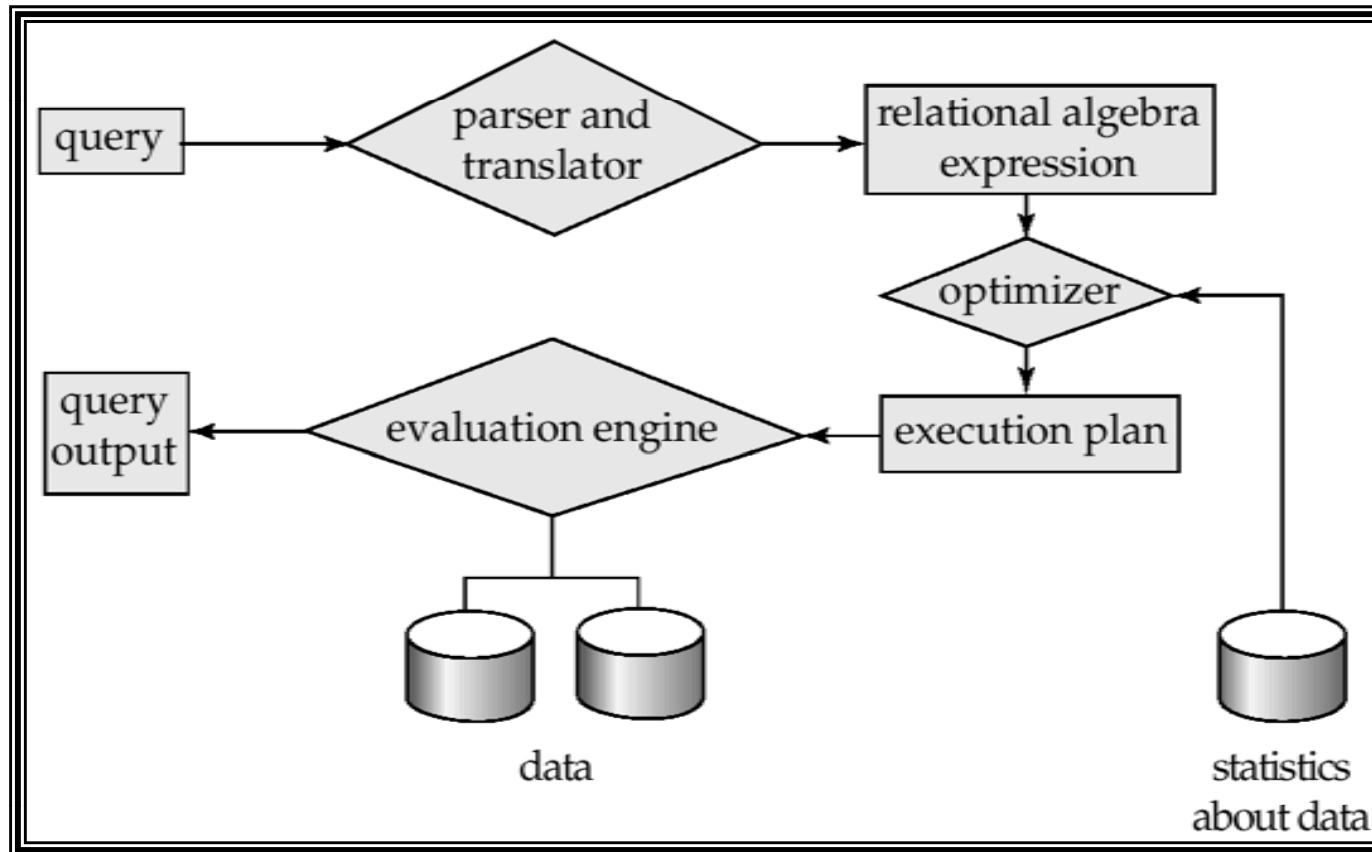 query
parser and
translator
relational algebra
expression
optimizer
execution plan
evaluation engine
query
output
data
statistics
about data